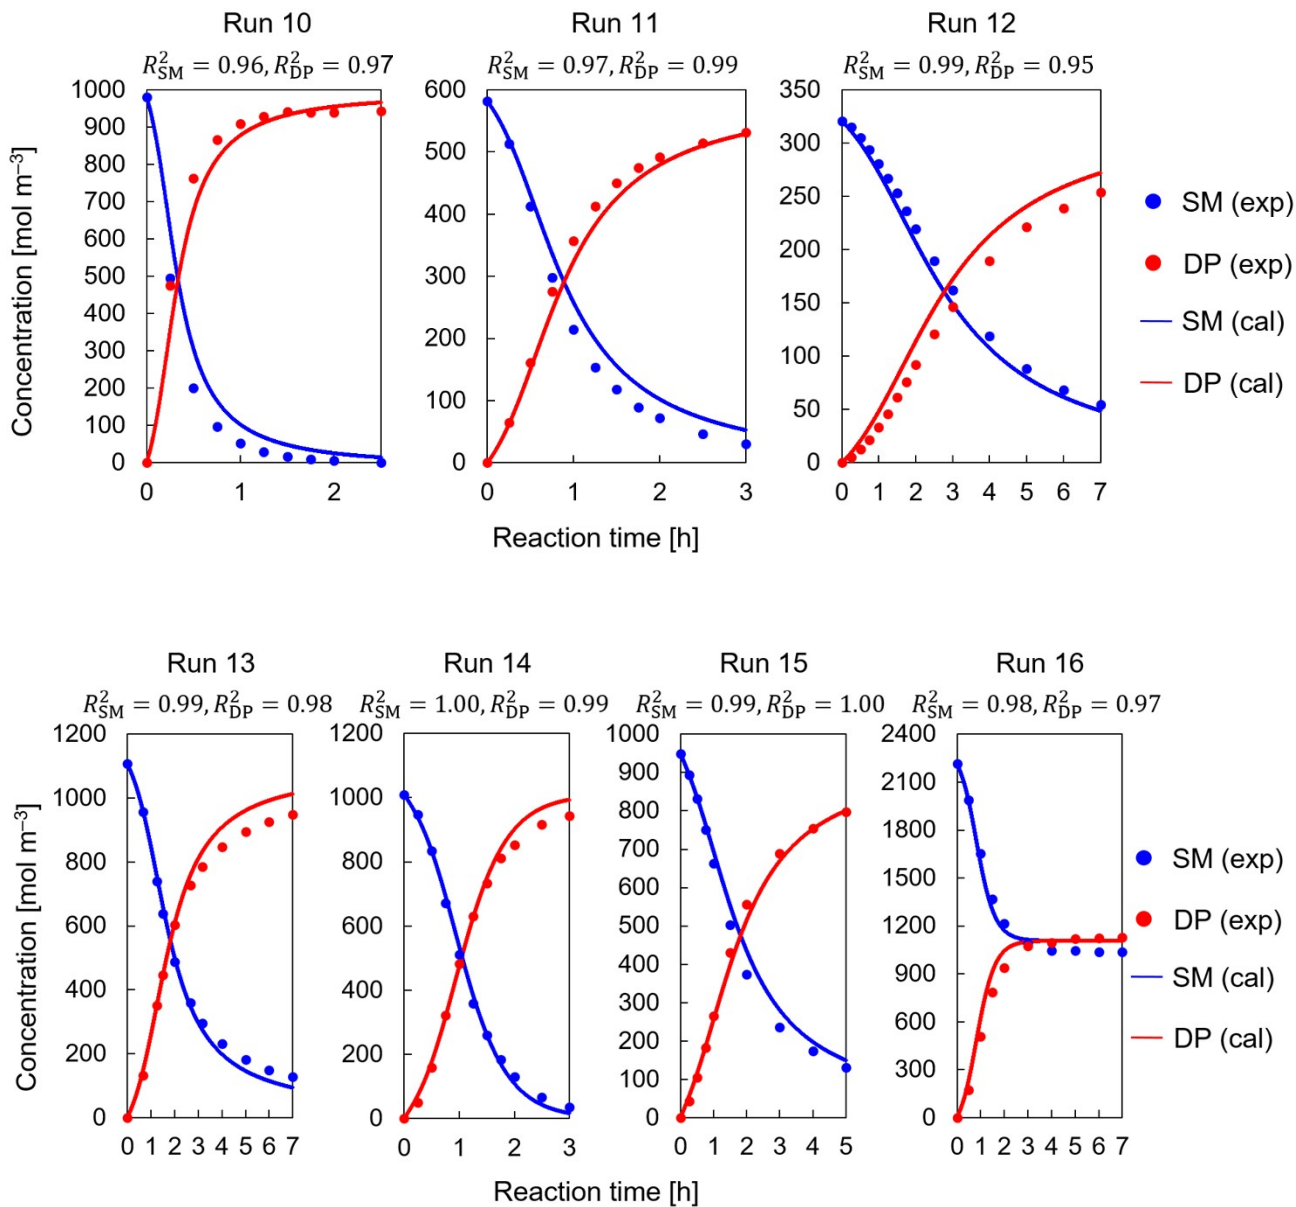 Run 10
R²SM = 0.96, R²DP = 0.97
Run 11
R²SM = 0.97, R²DP = 0.99
Run 12
R²SM = 0.99, R²DP = 0.95
Concentration [mol m⁻³]
1000
900
800
700
600
500
400
300
200
100
0
0 1 2
600
500
400
300
200
100
0
0 1 2 3
350
300
250
200
150
100
50
0
0 1 2 3 4 5 6 7
SM (exp)
DP (exp)
SM (cal)
DP (cal)
Reaction time [h]
Run 13
R²SM = 0.99, R²DP = 0.98
Run 14
R²SM = 1.00, R²DP = 0.99
Run 15
R²SM = 0.99, R²DP = 1.00
Run 16
R²SM = 0.98, R²DP = 0.97
Concentration [mol m⁻³]
1200
1000
800
600
400
200
0
0 1 2 3 4 5 6 7
1200
1000
800
600
400
200
0
0 1 2 3
1000
900
800
700
600
500
400
300
200
100
0
0 1 2 3 4 5
2400
2100
1800
1500
1200
900
600
300
0
0 1 2 3 4 5 6 7
SM (exp)
DP (exp)
SM (cal)
DP (cal)
Reaction time [h]